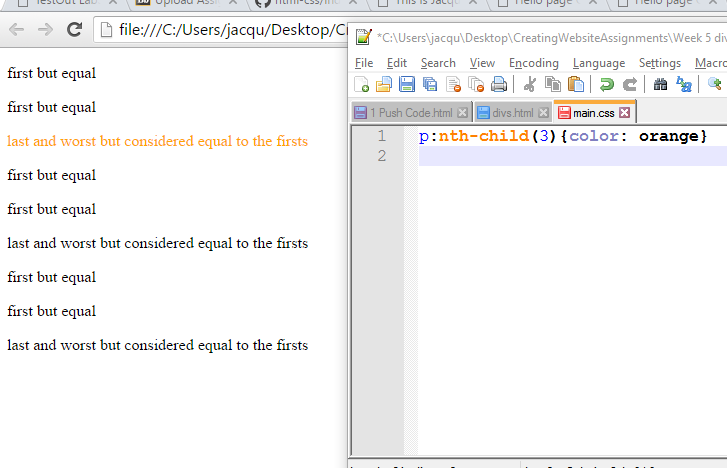 TestOut Lab
Upload Assi
html-css/ind
This is Jacqu
Hello page
Hello page
file:///C:/Users/jacqu/Desktop/Cr
*C:\Users\jacqu\Desktop\CreatingWebsiteAssignments\Week 5 div
File Edit Search View Encoding Language Settings Macro
1 Push Code.html divs.html main.css
1 p:nth-child(3){color: orange}
2
first but equal
first but equal
last and worst but considered equal to the firsts
first but equal
first but equal
last and worst but considered equal to the firsts
first but equal
first but equal
last and worst but considered equal to the firsts